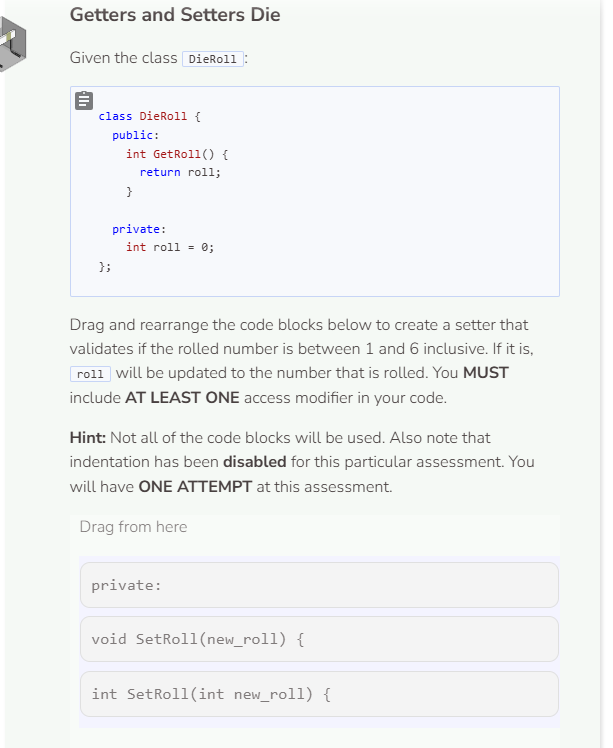 Getters and Setters Die
Given the class DieRoll:
class DieRoll {
public:
int GetRoll() {
return roll;
}
private:
int roll = 0;
};
Drag and rearrange the code blocks below to create a setter that
validates if the rolled number is between 1 and 6 inclusive. If it is,
roll will be updated to the number that is rolled. You MUST
include AT LEAST ONE access modifier in your code.
Hint: Not all of the code blocks will be used. Also note that
indentation has been disabled for this particular assessment. You
will have ONE ATTEMPT at this assessment.
Drag from here
private:
void SetRoll(new_roll) {
int SetRoll(int new_roll) {